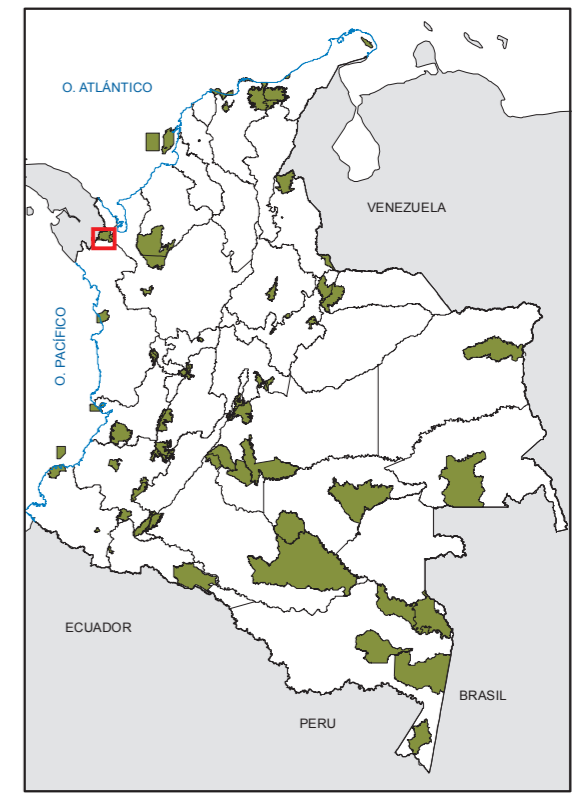 O. ATLÁNTICO
VENEZUELA
O. PACÍFICO
ECUADOR
BRASIL
PERU